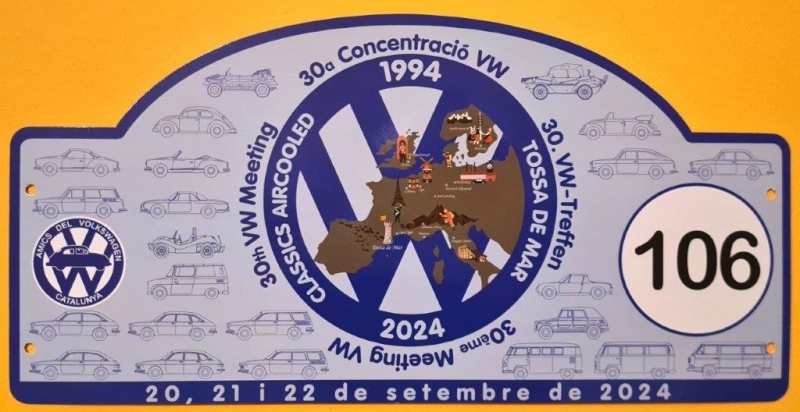 30a Concentració VW
30th VW Meeting
30. VW-Treffen
30ème Meeting VW
1994
CLASSICS AIRCOOLED
TOSSA DE MAR
2024
AMICS DEL VOLKSWAGEN
CATALUNYA
106
20, 21 i 22 de setembre de 2024